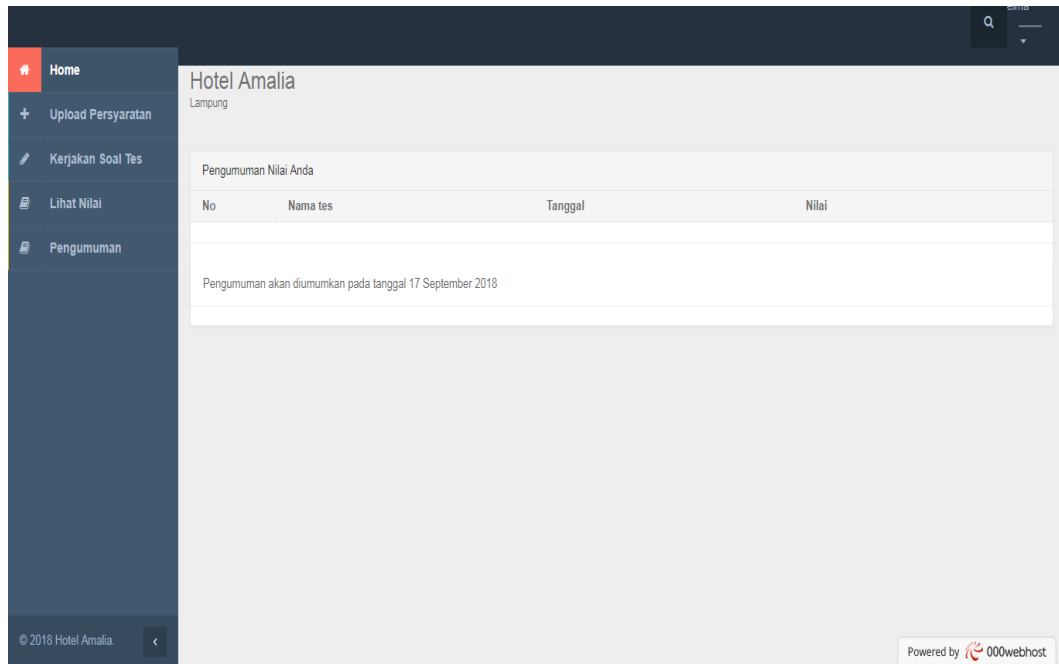 elma
Home
Upload Persyaratan
Kerjakan Soal Tes
Lihat Nilai
Pengumuman
Hotel Amalia
Lampung
Pengumuman Nilai Anda
No Nama tes Tanggal Nilai
Pengumuman akan diumumkan pada tanggal 17 September 2018
© 2018 Hotel Amalia.
Powered by 000webhost